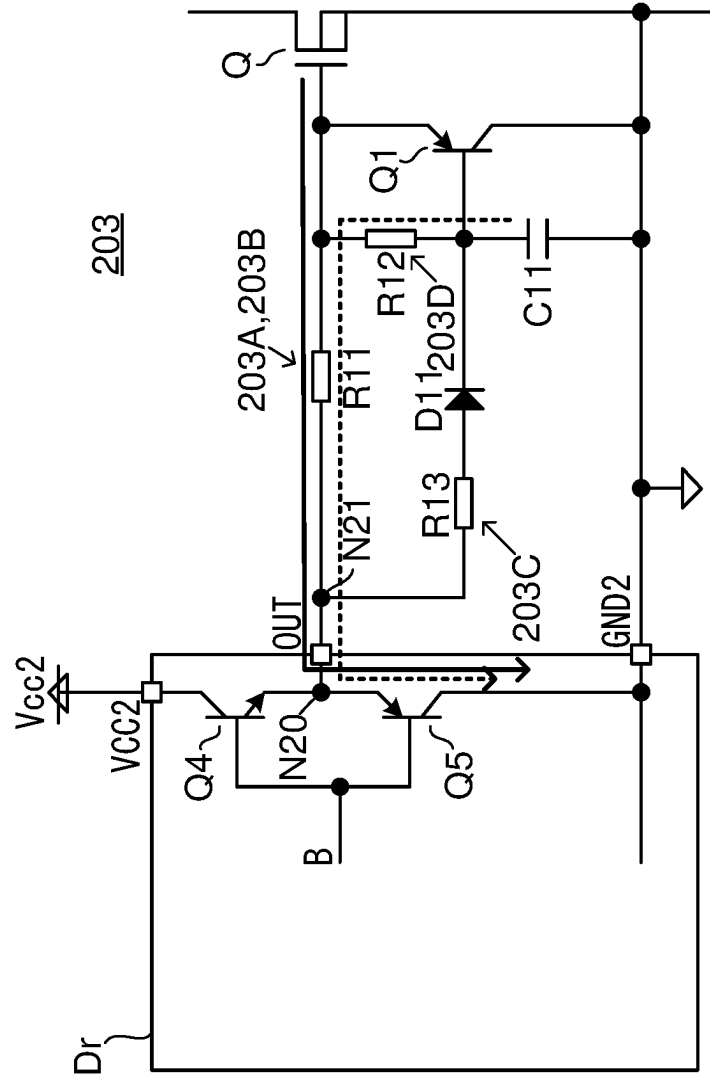 203
Q
203A,203B
Q1
R12
203D
C11
R11
D11
N21
R13
203C
OUT
GND2
Vcc2
VCC2
Q4
N20
Q5
B
Dr